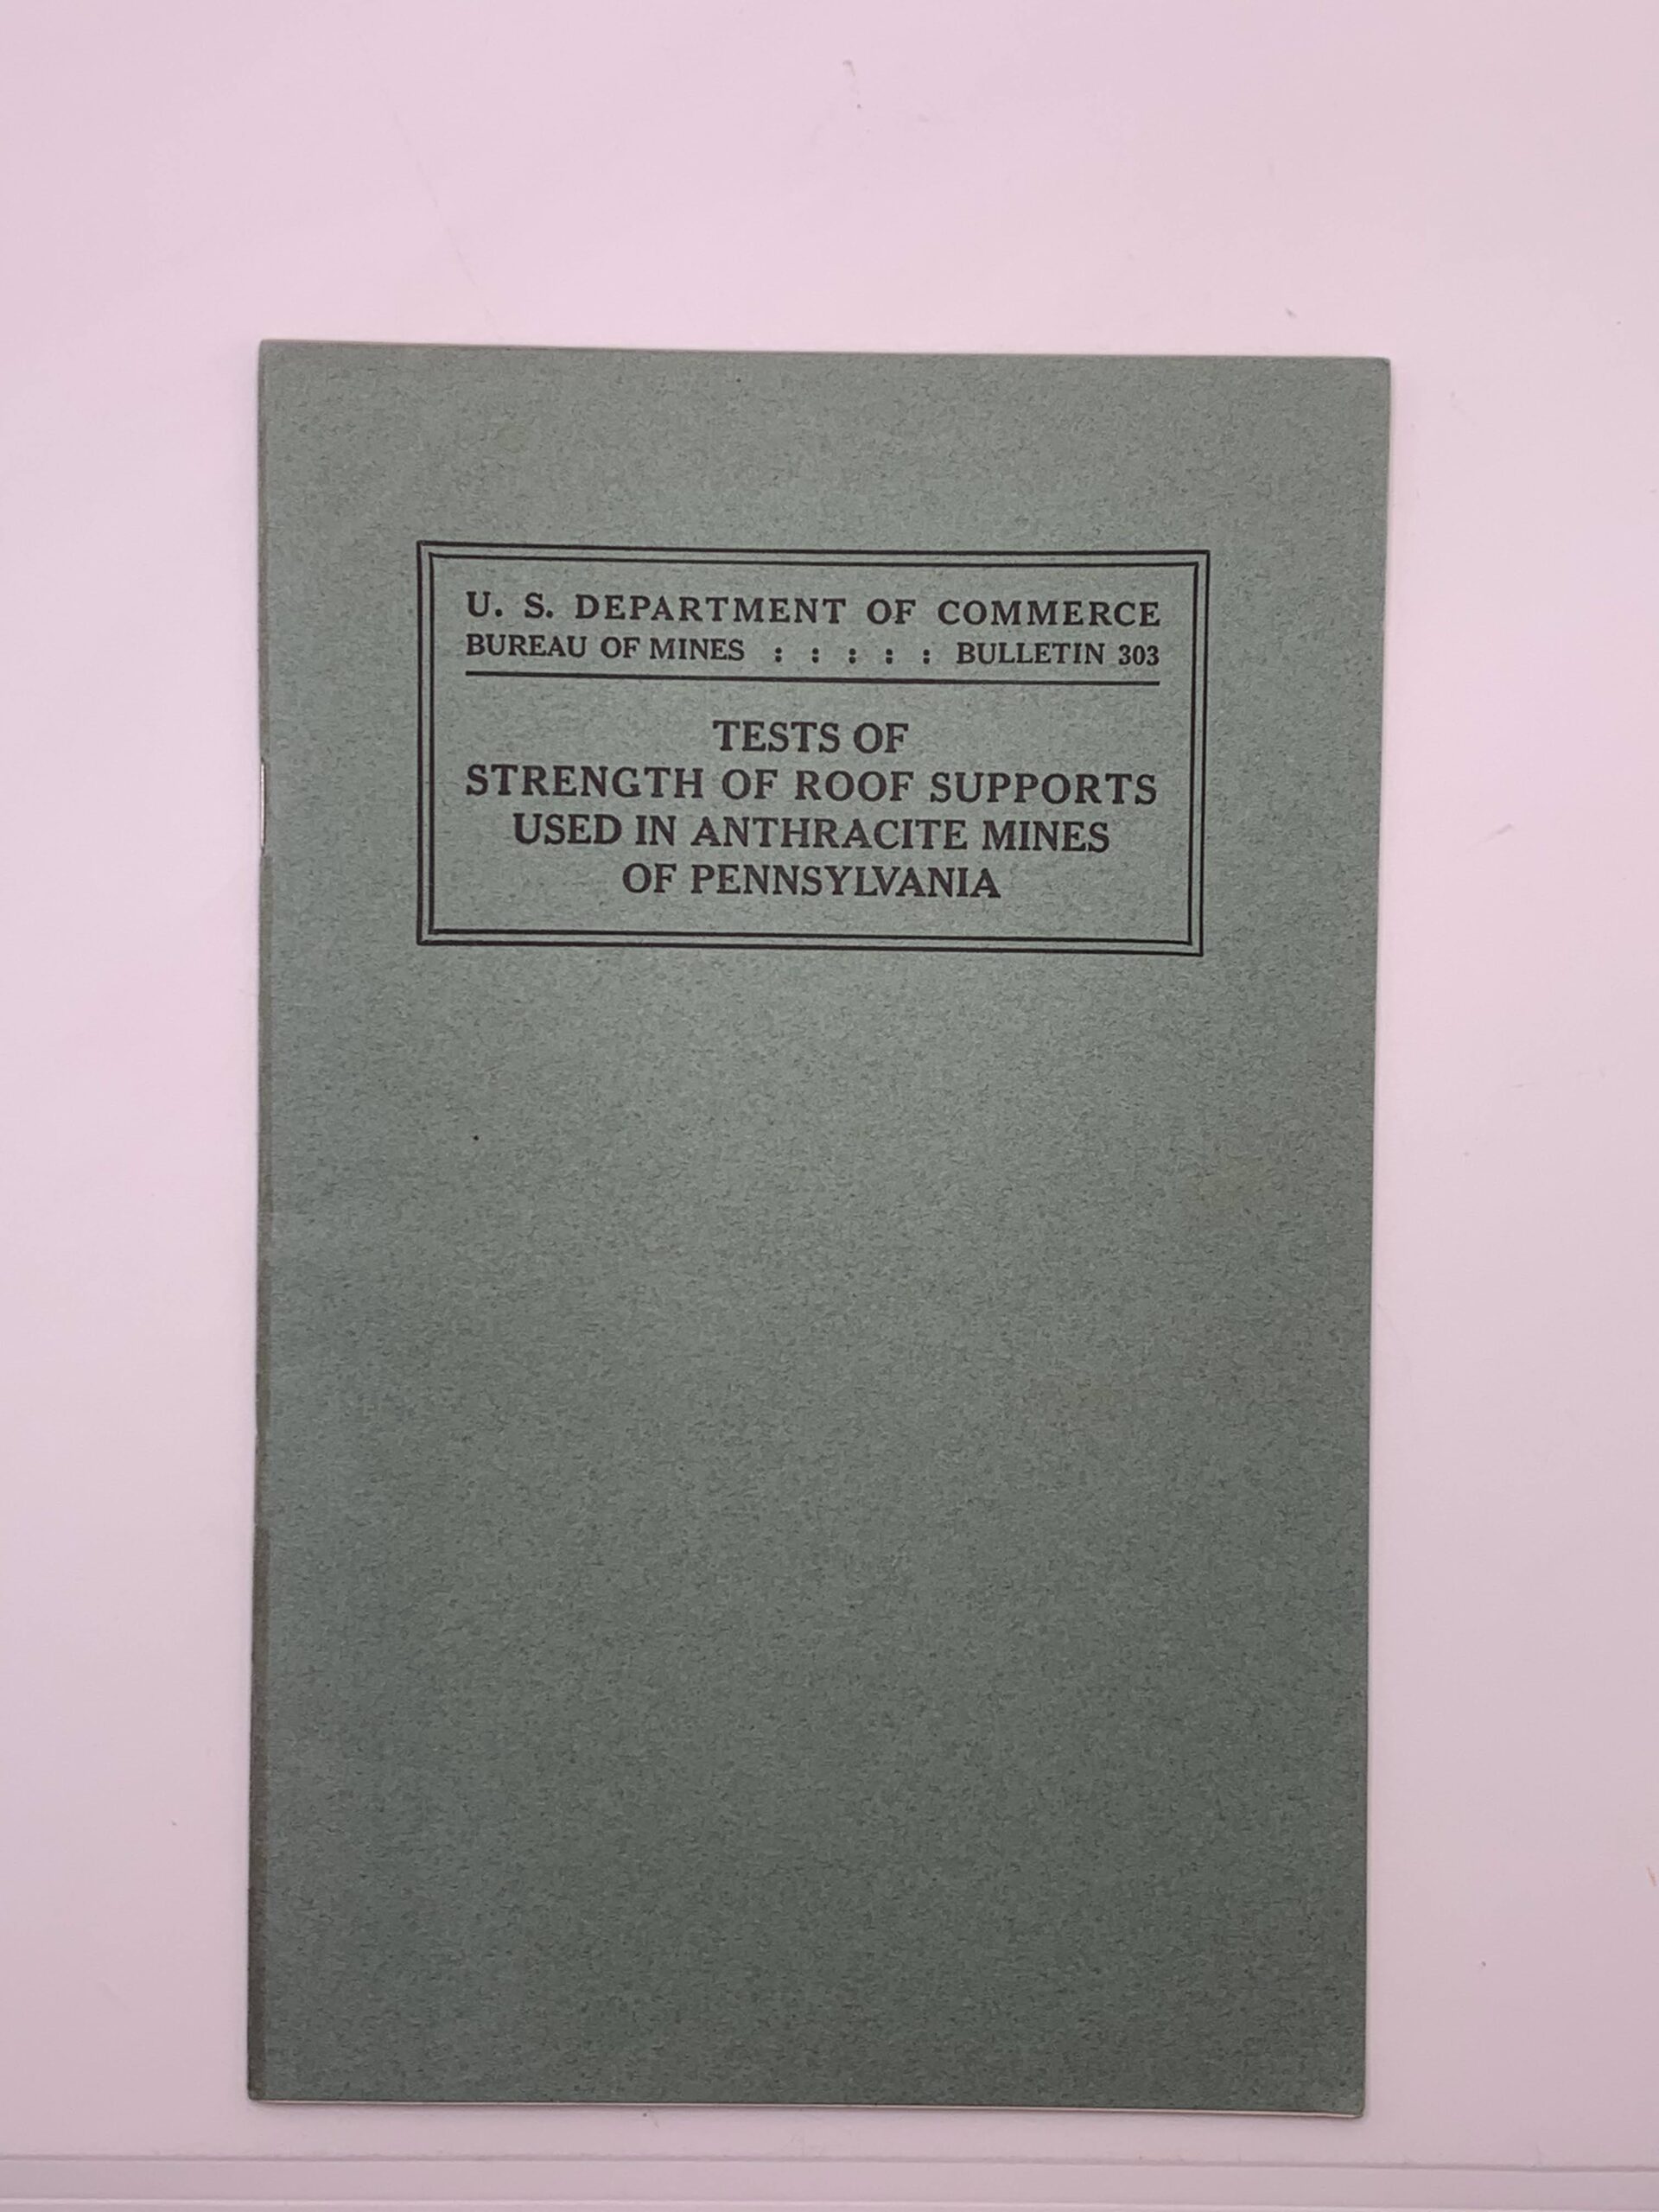 U. S. DEPARTMENT OF COMMERCE
BUREAU OF MINES : : : : : BULLETIN 303
TESTS OF
STRENGTH OF ROOF SUPPORTS
USED IN ANTHRACITE MINES
OF PENNSYLVANIA